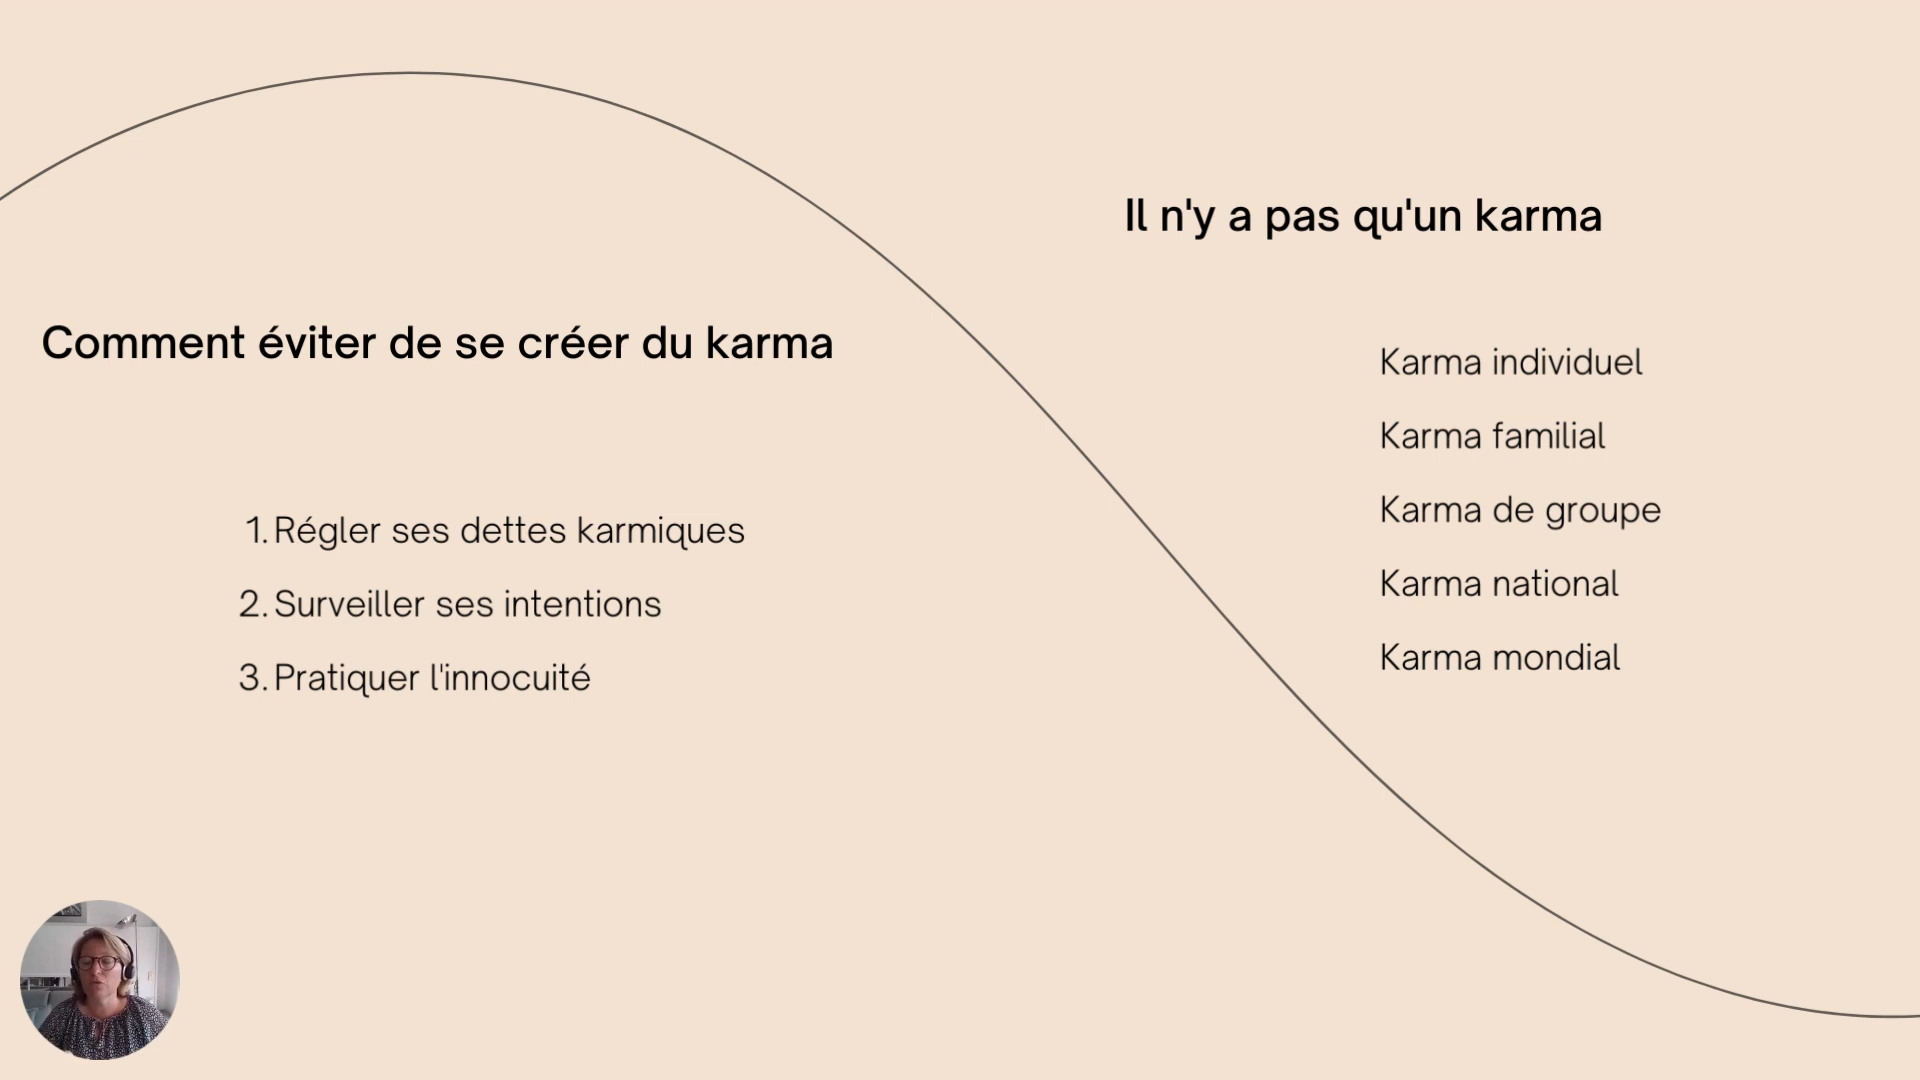 Comment éviter de se créer du karma
1. Régler ses dettes karmiques
2. Surveiller ses intentions
3. Pratiquer l'innocuité
Il n'y a pas qu'un karma
Karma individuel
Karma familial
Karma de groupe
Karma national
Karma mondial